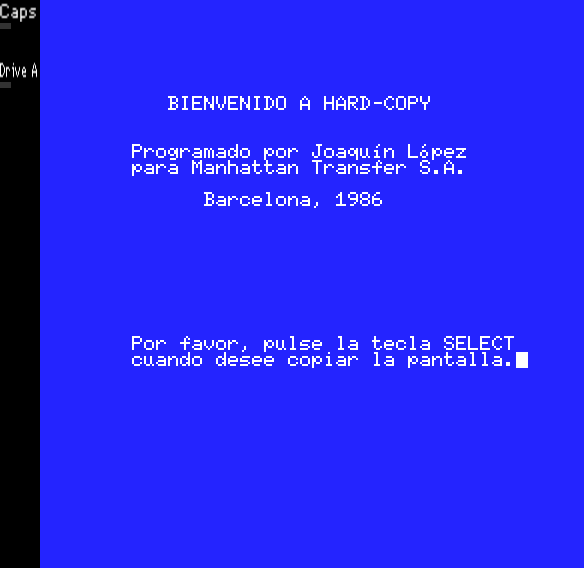 Caps
Drive A
BIENVENIDO A HARD-COPY
Programado por Joaquín López
para Manhattan Transfer S.A.
Barcelona, 1986
Por favor, pulse la tecla SELECT
cuando desee copiar la pantalla.